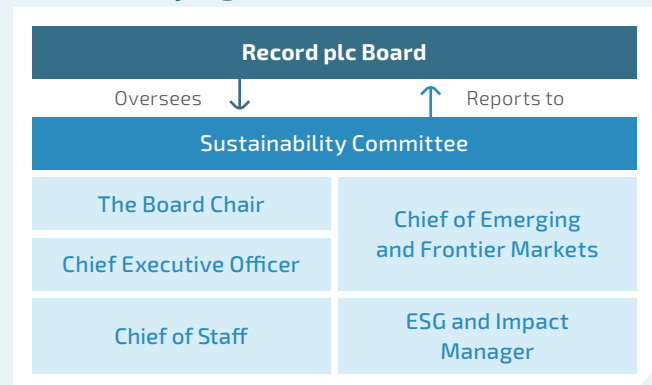 Record plc Board
Oversees
Reports to
Sustainability Committee
The Board Chair
Chief Executive Officer
Chief of Staff
Chief of Emerging
and Frontier Markets
ESG and Impact
Manager